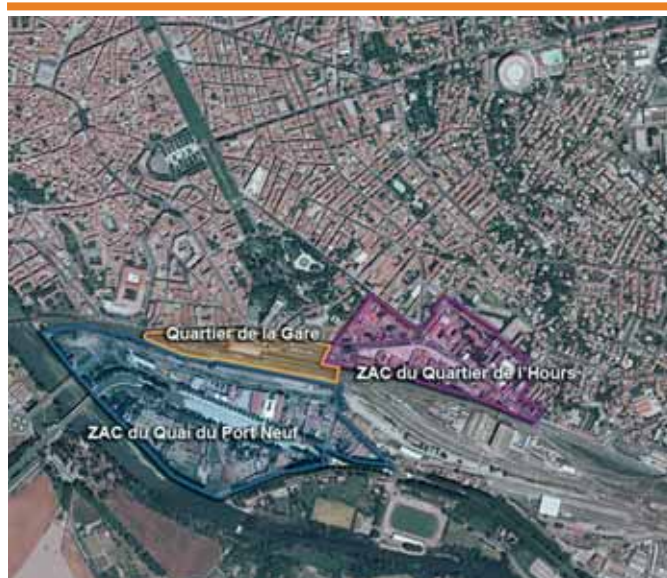 Quartier de la Gare
ZAC du Quartier de l'Hours
ZAC du Quai du Port Neuf